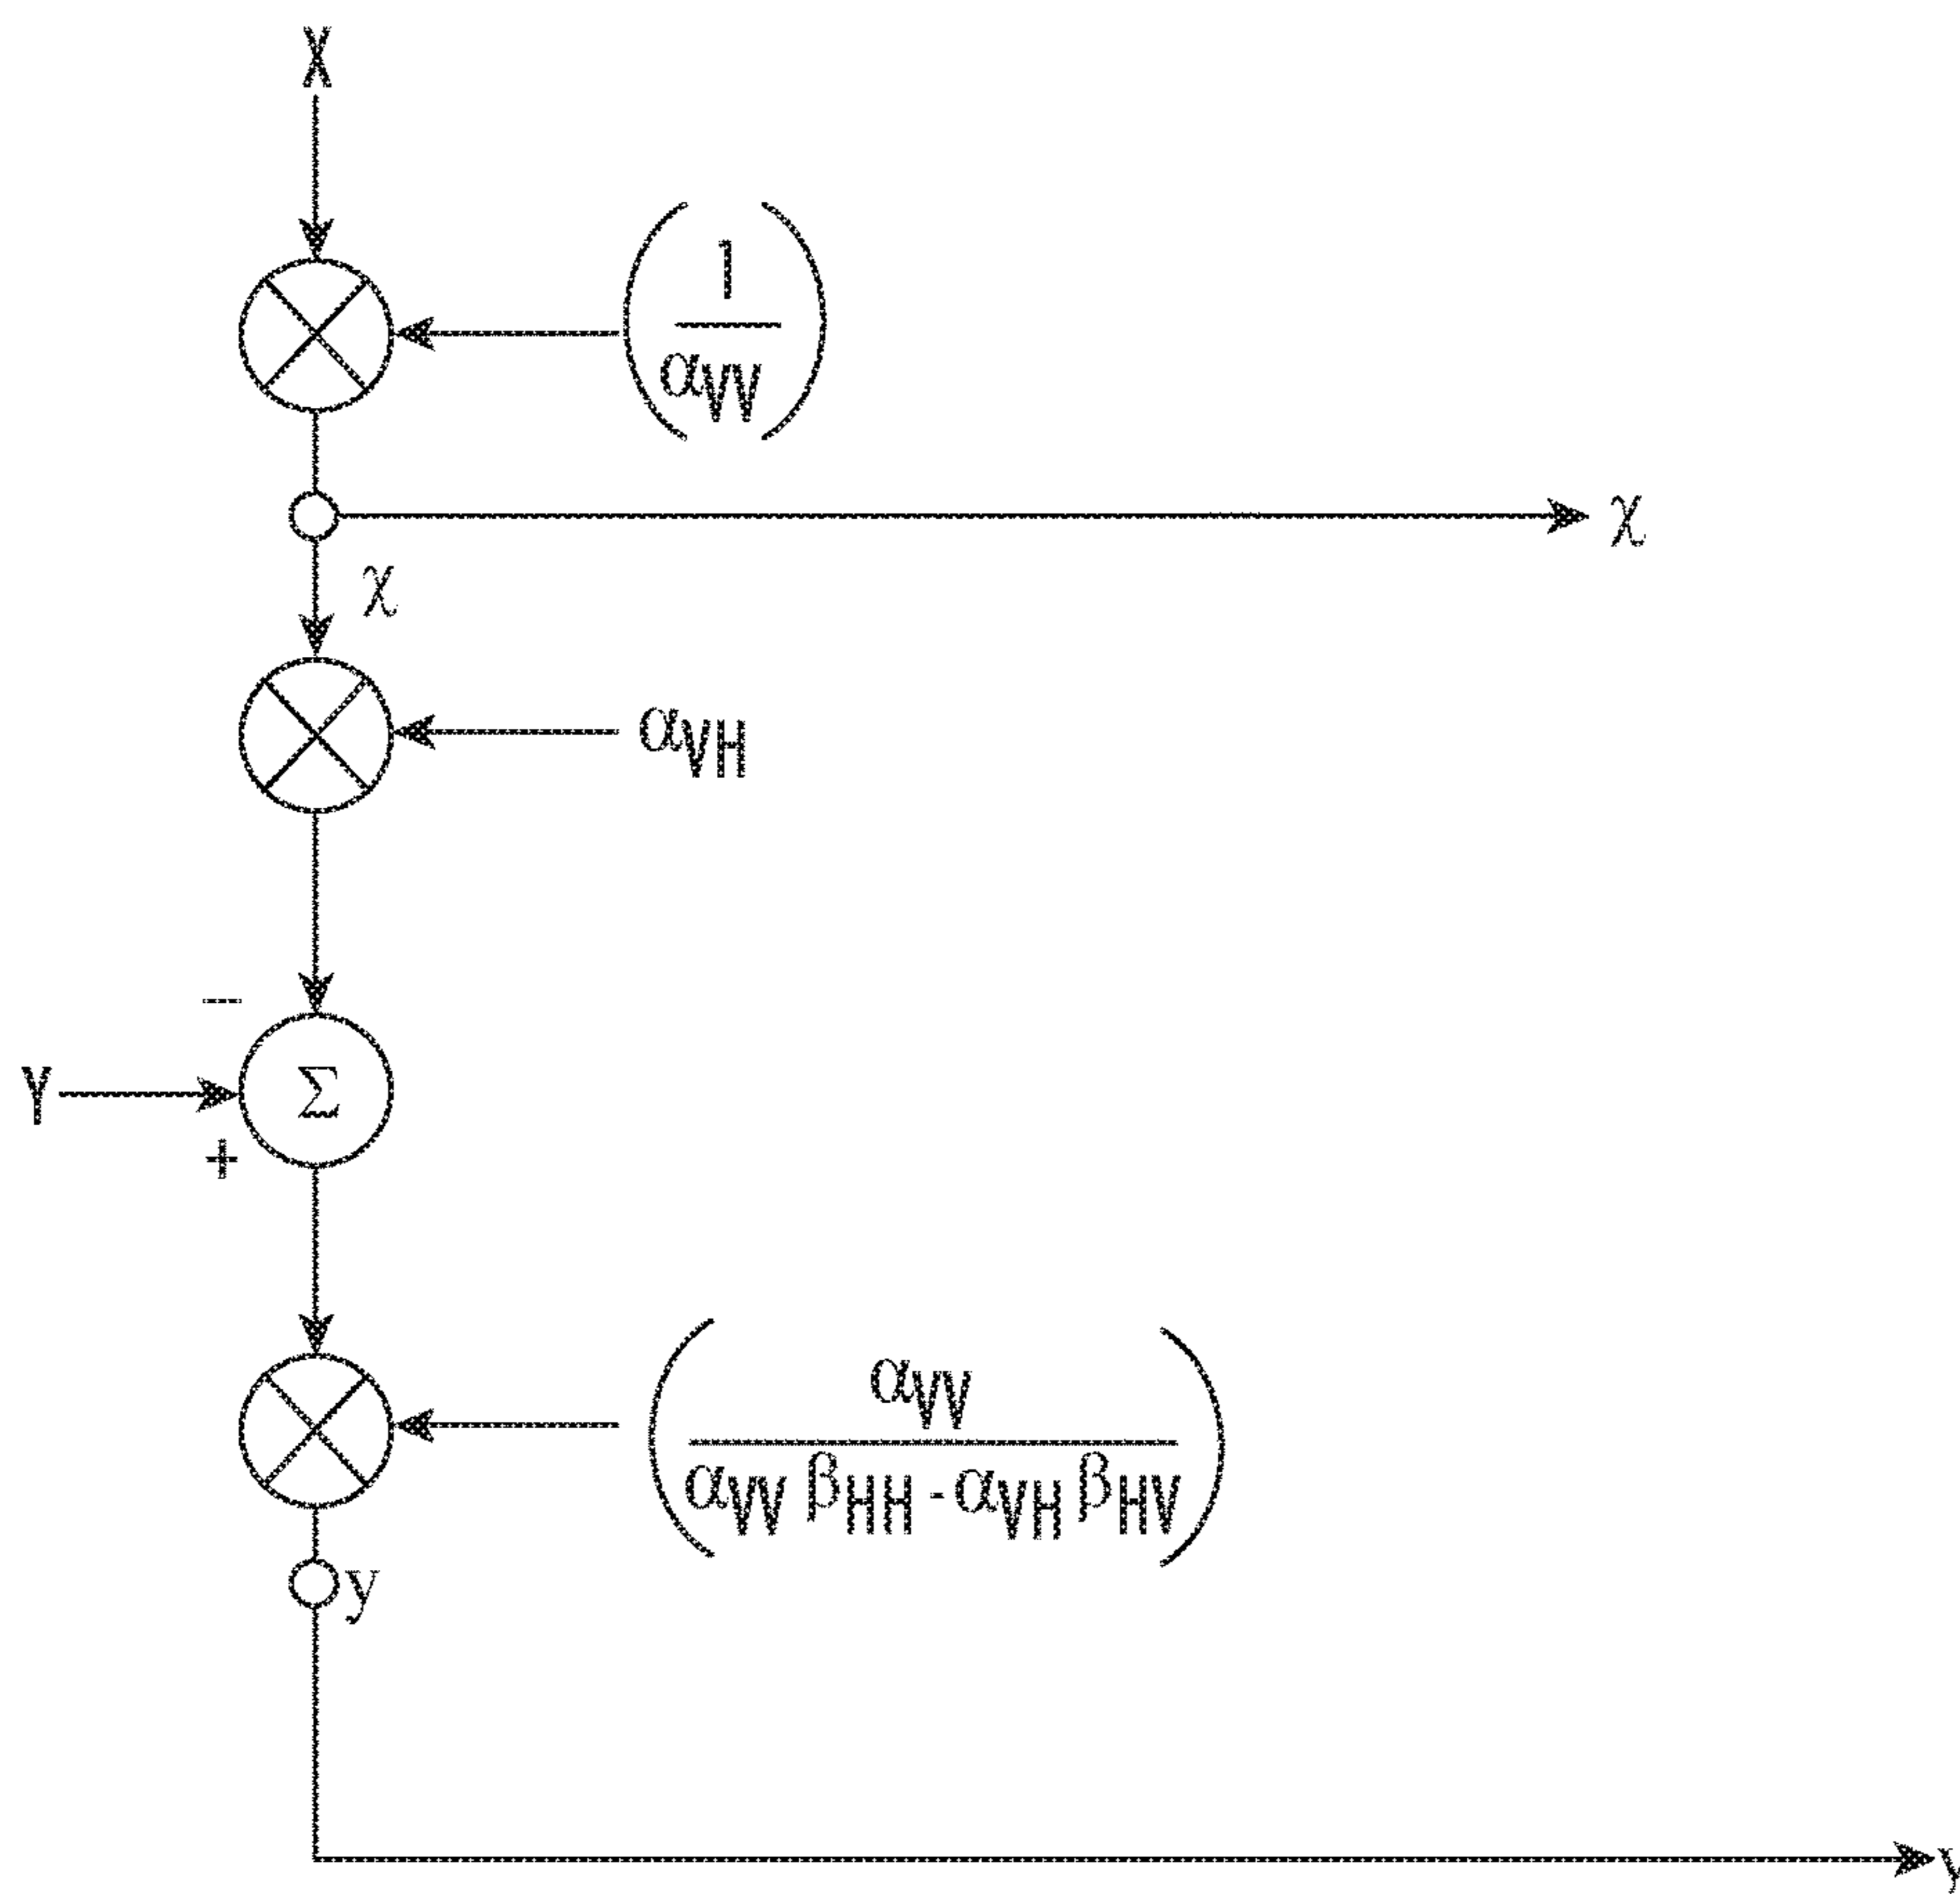 X
( 1 / αVV )
χ
χ
αVH
−
Y
Σ
+
( αVV / αVV βHH - αVH βHV )
y
y